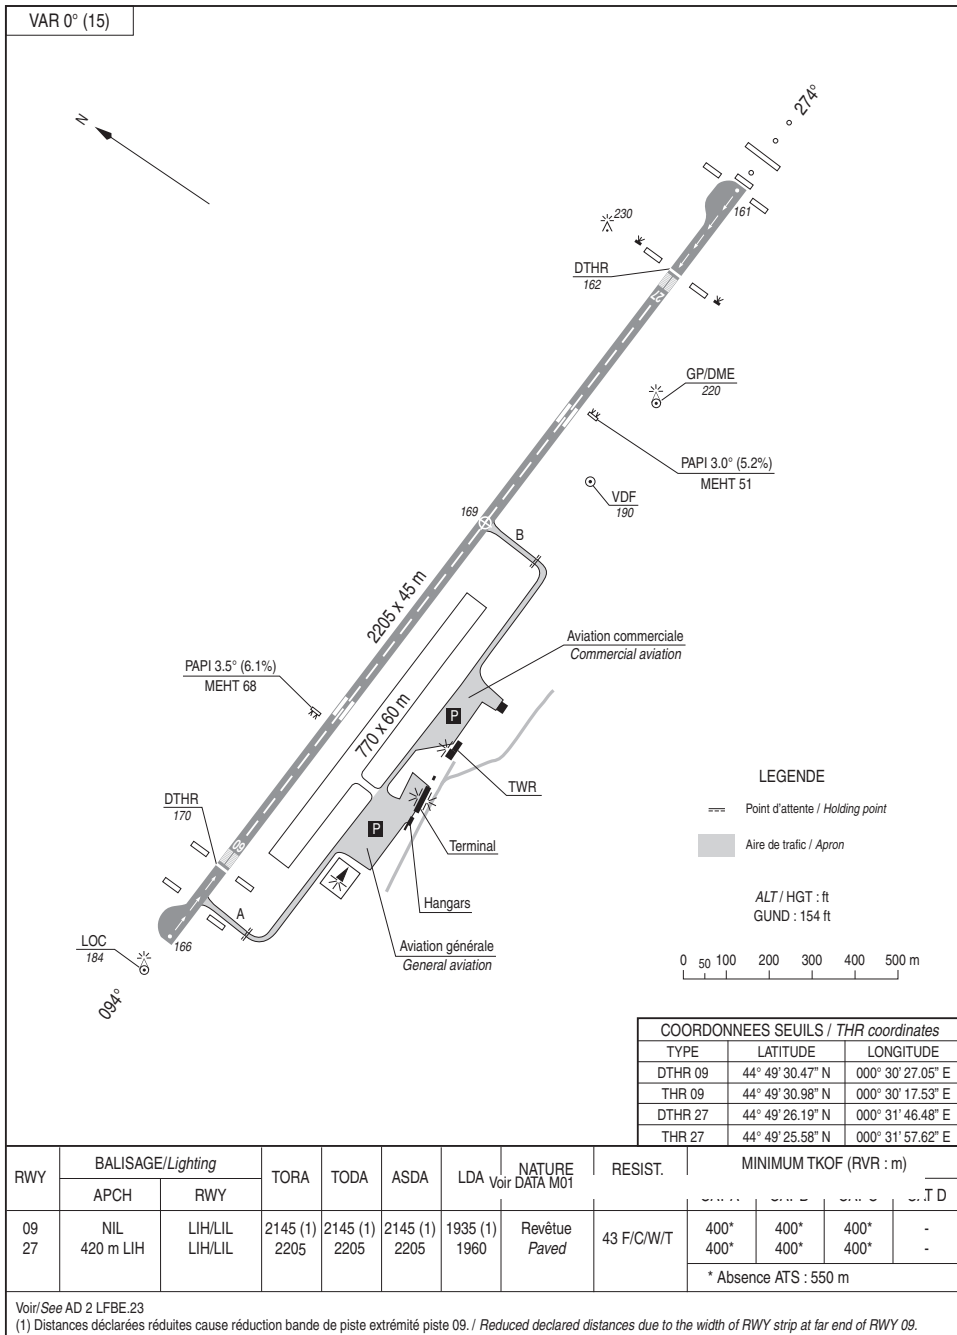 VAR 0° (15)
N
274°
161
230
DTHR
162
27
GP/DME
220
PAPI 3.0° (5.2%)
MEHT 51
VDF
190
169
B
2205 x 45 m
Aviation commerciale
Commercial aviation
PAPI 3.5° (6.1%)
MEHT 68
770 x 60 m
P
TWR
LEGENDE
Point d'attente / Holding point
DTHR
170
09
P
Terminal
Aire de trafic / Apron
Hangars
ALT / HGT : ft
GUND : 154 ft
A
LOC
184
166
Aviation générale
General aviation
094°
0 50 100 200 300 400 500 m
COORDONNEES SEUILS / THR coordinates
TYPE LATITUDE LONGITUDE
DTHR 09 44° 49' 30.47" N 000° 30' 27.05" E
THR 09 44° 49' 30.98" N 000° 30' 17.53" E
DTHR 27 44° 49' 26.19" N 000° 31' 46.48" E
THR 27 44° 49' 25.58" N 000° 31' 57.62" E
RWY BALISAGE/Lighting TORA TODA ASDA LDA NATURE RESIST. MINIMUM TKOF (RVR : m)
Voir DATA M01
APCH RWY D
09 NIL LIH/LIL 2145 (1) 2145 (1) 2145 (1) 1935 (1) Revêtue 43 F/C/W/T 400* 400* 400* -
27 420 m LIH LIH/LIL 2205 2205 2205 1960 Paved 400* 400* 400* -
* Absence ATS : 550 m
Voir/See AD 2 LFBE.23
(1) Distances déclarées réduites cause réduction bande de piste extrémité piste 09. / Reduced declared distances due to the width of RWY strip at far end of RWY 09.